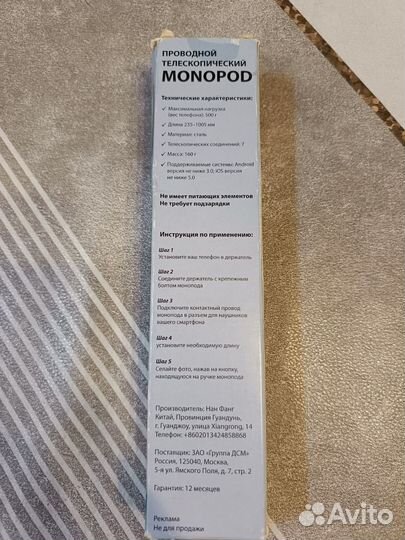 ПРОВОДНОЙ
ТЕЛЕСКОПИЧЕСКИЙ
MONOPOD
Технические характеристики:
✓ Максимальная нагрузка
(вес телефона): 500 г
✓ Длина 235–1005 мм
✓ Материал: сталь
✓ Телескопических соединений: 7
✓ Масса: 160 г
✓ Поддерживаемые системы: Android
версия не ниже 3.0; iOS версия
не ниже 5.0
Не имеет питающих элементов
Не требует подзарядки
Инструкция по применению:
Шаг 1
Установите ваш телефон в держатель
Шаг 2
Соедините держатель с крепежным
болтом монопода
Шаг 3
Подключите контактный провод
монопода в разъем для наушников
вашего смартфона
Шаг 4
установите необходимую длину
Шаг 5
Селайте фото, нажав на кнопку,
находящуюся на ручке монопода
Производитель: Нан Фанг
Китай, Провинция Гуандунь,
г. Гуанджоу, улица Xiangrong, 14
Телефон: +8602013424858868
Поставщик: ЗАО «Группа ДСМ»
Россия, 125040, Москва,
5-я ул. Ямского Поля, д. 7, стр. 2
Гарантия: 12 месяцев
Реклама
Не для продажи
Avito